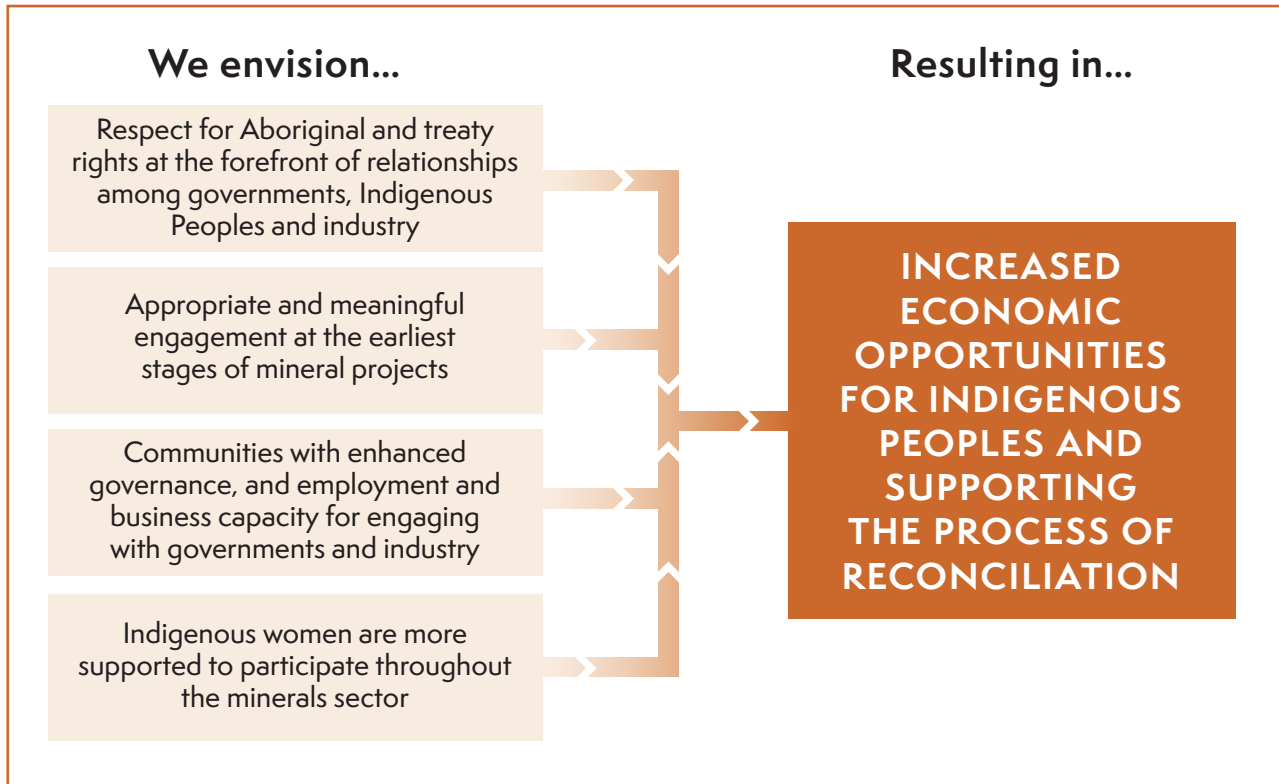 We envision...
Respect for Aboriginal and treaty
rights at the forefront of relationships
among governments, Indigenous
Peoples and industry
Appropriate and meaningful
engagement at the earliest
stages of mineral projects
Communities with enhanced
governance, and employment and
business capacity for engaging
with governments and industry
Indigenous women are more
supported to participate throughout
the minerals sector
Resulting in...
INCREASED
ECONOMIC
OPPORTUNITIES
FOR INDIGENOUS
PEOPLES AND
SUPPORTING
THE PROCESS OF
RECONCILIATION